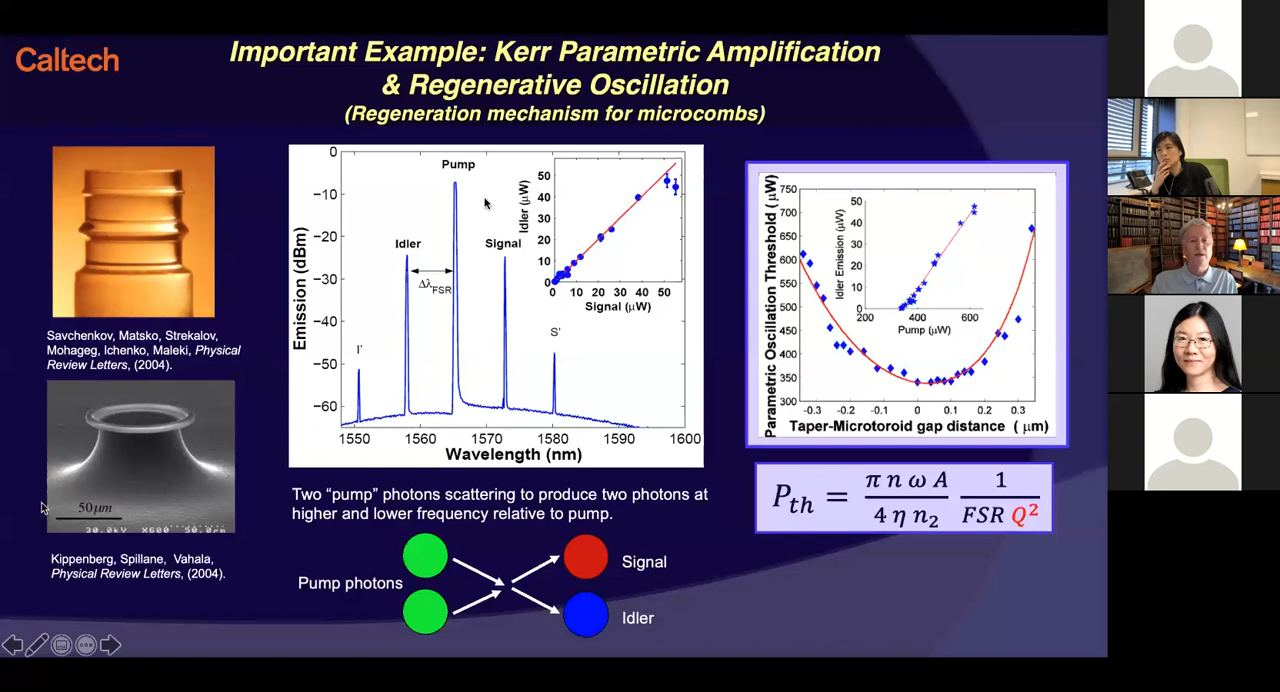 Caltech
Important Example: Kerr Parametric Amplification
& Regenerative Oscillation
(Regeneration mechanism for microcombs)
Savchenkov, Matsko, Strekalov,
Mohageg, Ichenko, Maleki, Physical
Review Letters, (2004).
50μm
30.0kV X600 50.0μm
Kippenberg, Spillane, Vahala,
Physical Review Letters, (2004).
Emission (dBm)
0
−10
−20
−30
−40
−50
−60
Pump
Idler
Signal
ΔλFSR
I'
S'
1550 1560 1570 1580 1590 1600
Wavelength (nm)
Idler (μW)
50
40
30
20
10
0
0 10 20 30 40 50
Signal (μW)
Two “pump” photons scattering to produce two photons at
higher and lower frequency relative to pump.
Pump photons
Signal
Idler
Parametric Oscillation Threshold (μW)
750
700
650
600
550
500
450
400
350
300
-0.3 -0.2 -0.1 0 0.1 0.2 0.3
Taper-Microtoroid gap distance ( μm)
Idler Emission (μW)
50
40
30
20
10
0
200 400 600
Pump (μW)
P_th = π n ω A / 4 η n₂ 1 / FSR Q²